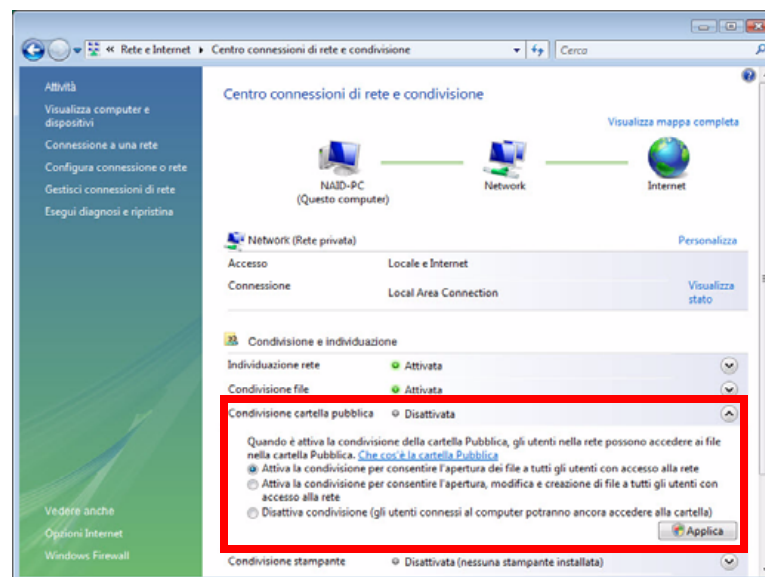 « Rete e Internet ▸ Centro connessioni di rete e condivisione
Cerca
Attività
Visualizza computer e
dispositivi
Connessione a una rete
Configura connessione o rete
Gestisci connessioni di rete
Esegui diagnosi e ripristina
Vedere anche
Opzioni Internet
Windows Firewall
Centro connessioni di rete e condivisione
Visualizza mappa completa
NAID-PC
(Questo computer)
Network
Internet
Network (Rete privata)
Personalizza
Accesso
Locale e Internet
Connessione
Local Area Connection
Visualizza
stato
Condivisione e individuazione
Individuazione rete
Attivata
Condivisione file
Attivata
Condivisione cartella pubblica
Disattivata
Quando è attiva la condivisione della cartella Pubblica, gli utenti nella rete possono accedere ai file
nella cartella Pubblica. Che cos'è la cartella Pubblica
Attiva la condivisione per consentire l'apertura dei file a tutti gli utenti con accesso alla rete
Attiva la condivisione per consentire l'apertura, modifica e creazione di file a tutti gli utenti con
accesso alla rete
Disattiva condivisione (gli utenti connessi al computer potranno ancora accedere alla cartella)
Applica
Condivisione stampante
Disattivata (nessuna stampante installata)